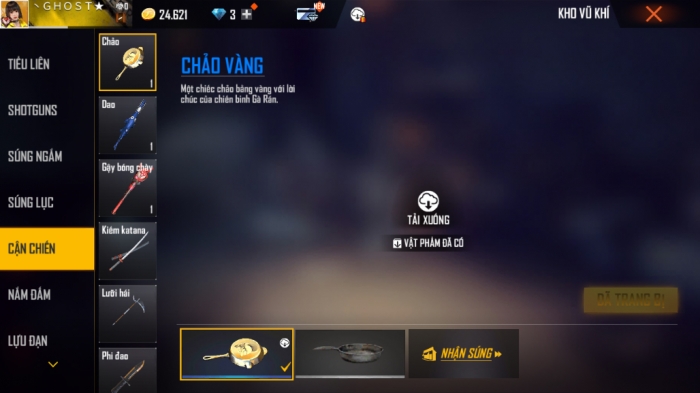 GHOST★
24.621
3
NEW
KHO VŨ KHÍ
TIỂU LIÊN
SHOTGUNS
SÚNG NGẮM
SÚNG LỤC
CẬN CHIẾN
NẮM ĐẤM
LỰU ĐẠN
Chảo
1
Dao
1
Gậy bóng chày
1
Kiếm katana
Lưỡi hái
Phi dao
CHẢO VÀNG
Một chiếc chảo bằng vàng với lời
chúc của chiến binh Gà Rán.
TẢI XUỐNG
VẬT PHẨM ĐÃ CÓ
ĐÃ TRANG BỊ
NHẬN SÚNG